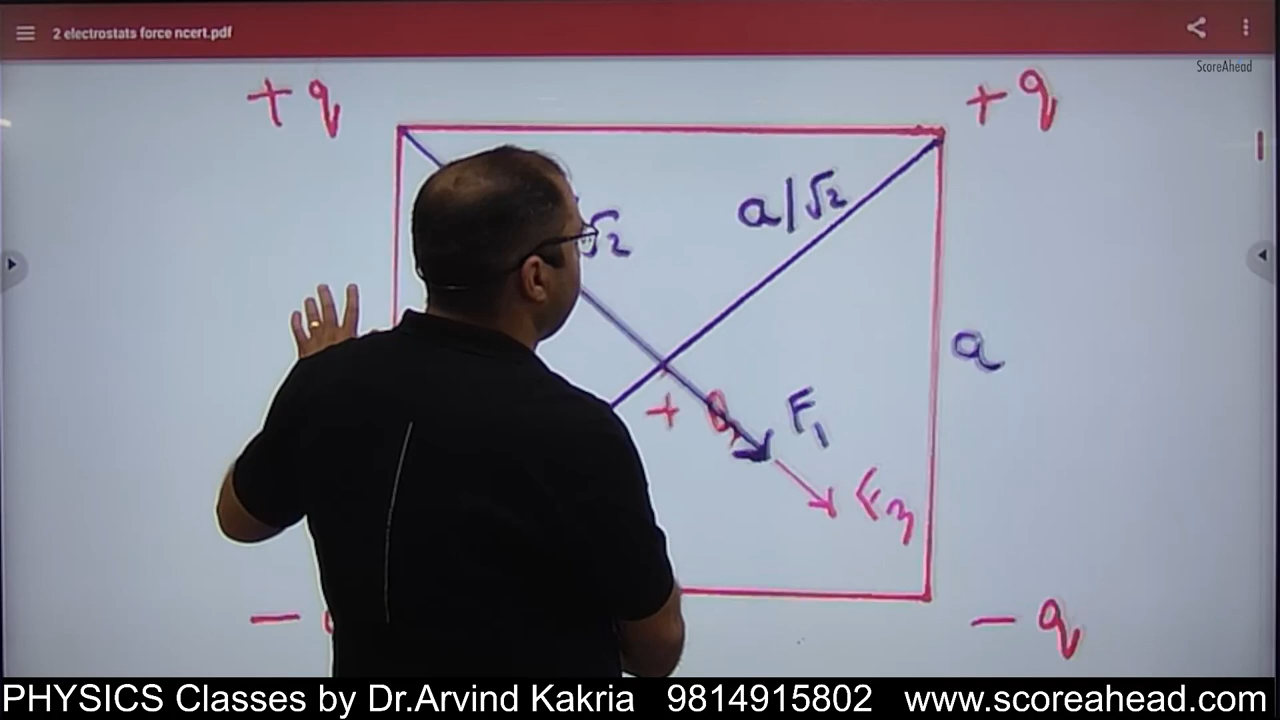 2 electrostats force ncert.pdf
ScoreAhead
+ q
+ q
√2
a/√2
a
+ Q
F₁
F₃
−
− q
PHYSICS Classes by Dr.Arvind Kakria 9814915802 www.scoreahead.com